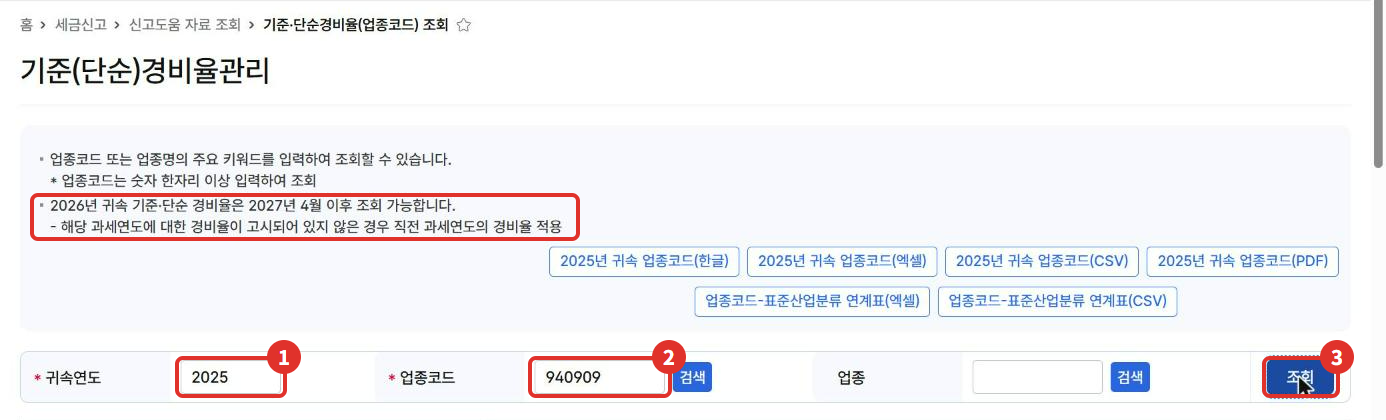 홈 > 세금신고 > 신고도움 자료 조회 > 기준·단순경비율(업종코드) 조회 ☆
기준(단순)경비율관리
▪ 업종코드 또는 업종명의 주요 키워드를 입력하여 조회할 수 있습니다.
* 업종코드는 숫자 한자리 이상 입력하여 조회
▪ 2026년 귀속 기준·단순 경비율은 2027년 4월 이후 조회 가능합니다.
- 해당 과세연도에 대한 경비율이 고시되어 있지 않은 경우 직전 과세연도의 경비율 적용
2025년 귀속 업종코드(한글) 2025년 귀속 업종코드(엑셀) 2025년 귀속 업종코드(CSV) 2025년 귀속 업종코드(PDF)
업종코드-표준산업분류 연계표(엑셀) 업종코드-표준산업분류 연계표(CSV)
1 2 3
* 귀속연도 2025 * 업종코드 940909 검색 업종 검색 조회